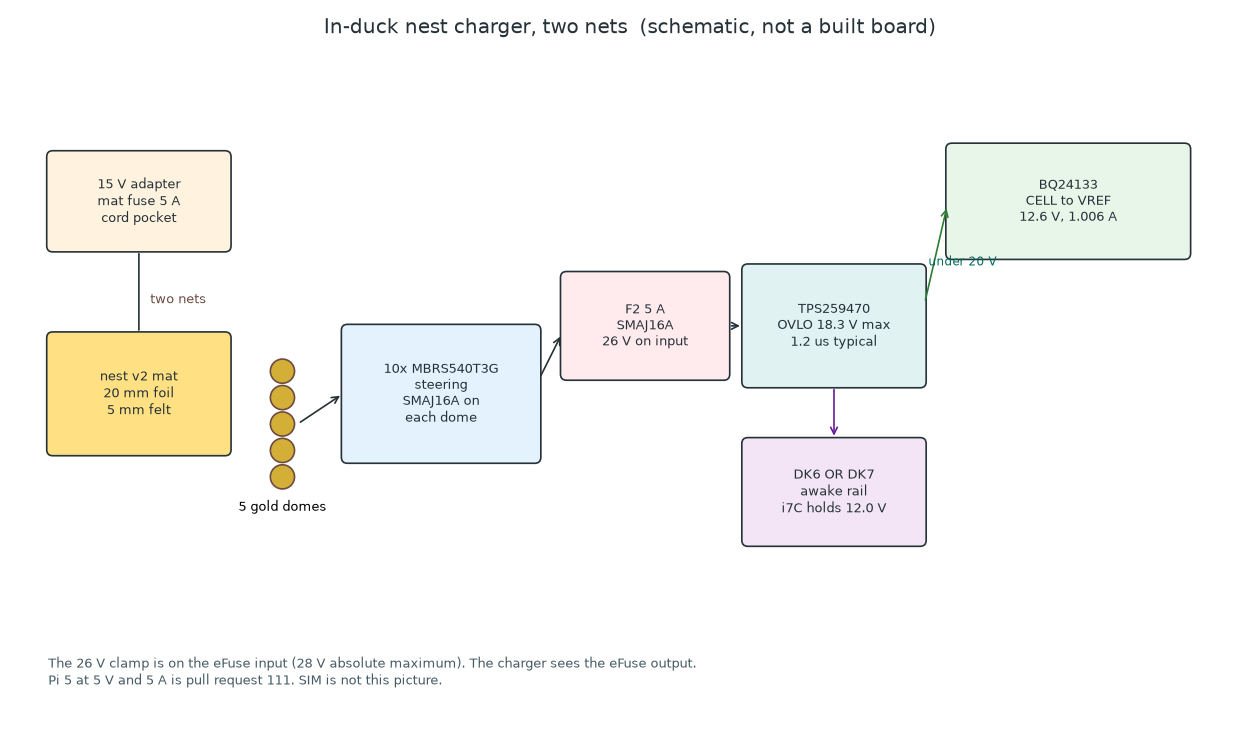 In-duck nest charger, two nets  (schematic, not a built board)
15 V adapter
mat fuse 5 A
cord pocket
two nets
nest v2 mat
20 mm foil
5 mm felt
5 gold domes
10x MBRS540T3G
steering
SMAJ16A on
each dome
F2 5 A
SMAJ16A
26 V on input
TPS259470
OVLO 18.3 V max
1.2 us typical
under 20 V
BQ24133
CELL to VREF
12.6 V, 1.006 A
DK6 OR DK7
awake rail
i7C holds 12.0 V
The 26 V clamp is on the eFuse input (28 V absolute maximum). The charger sees the eFuse output.
Pi 5 at 5 V and 5 A is pull request 111. SIM is not this picture.